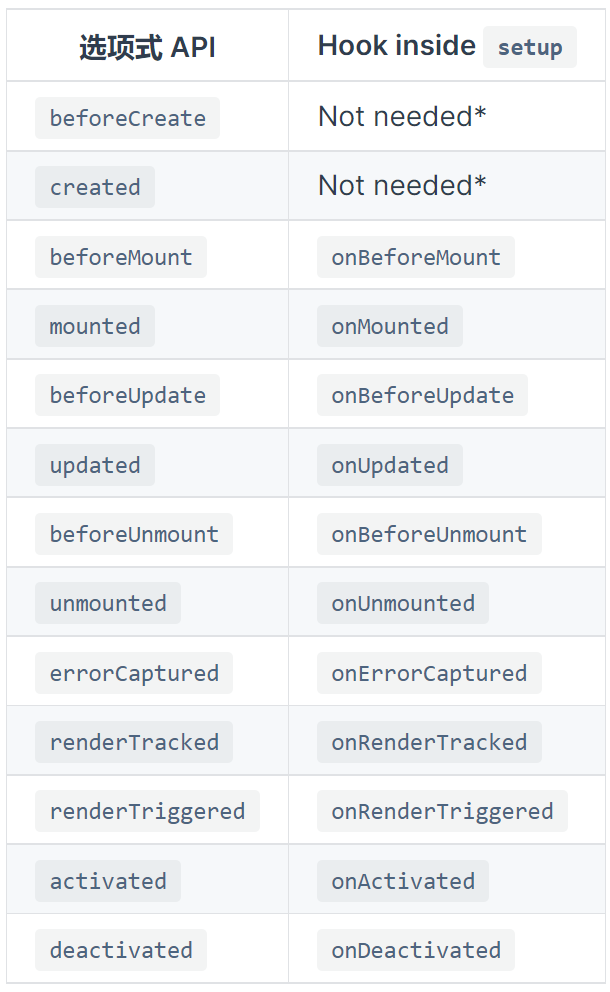 选项式 API Hook inside setup
beforeCreate Not needed*
created Not needed*
beforeMount onBeforeMount
mounted onMounted
beforeUpdate onBeforeUpdate
updated onUpdated
beforeUnmount onBeforeUnmount
unmounted onUnmounted
errorCaptured onErrorCaptured
renderTracked onRenderTracked
renderTriggered onRenderTriggered
activated onActivated
deactivated onDeactivated